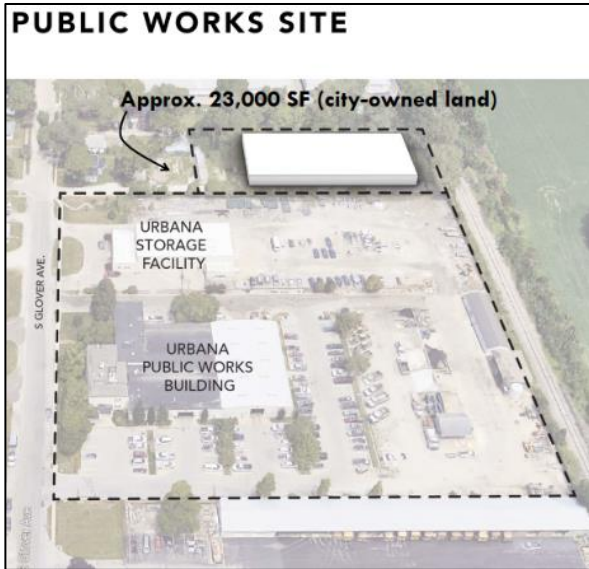 PUBLIC WORKS SITE
Approx. 23,000 SF (city-owned land)
URBANA
STORAGE
FACILITY
S GLOVER AVE.
URBANA
PUBLIC WORKS
BUILDING